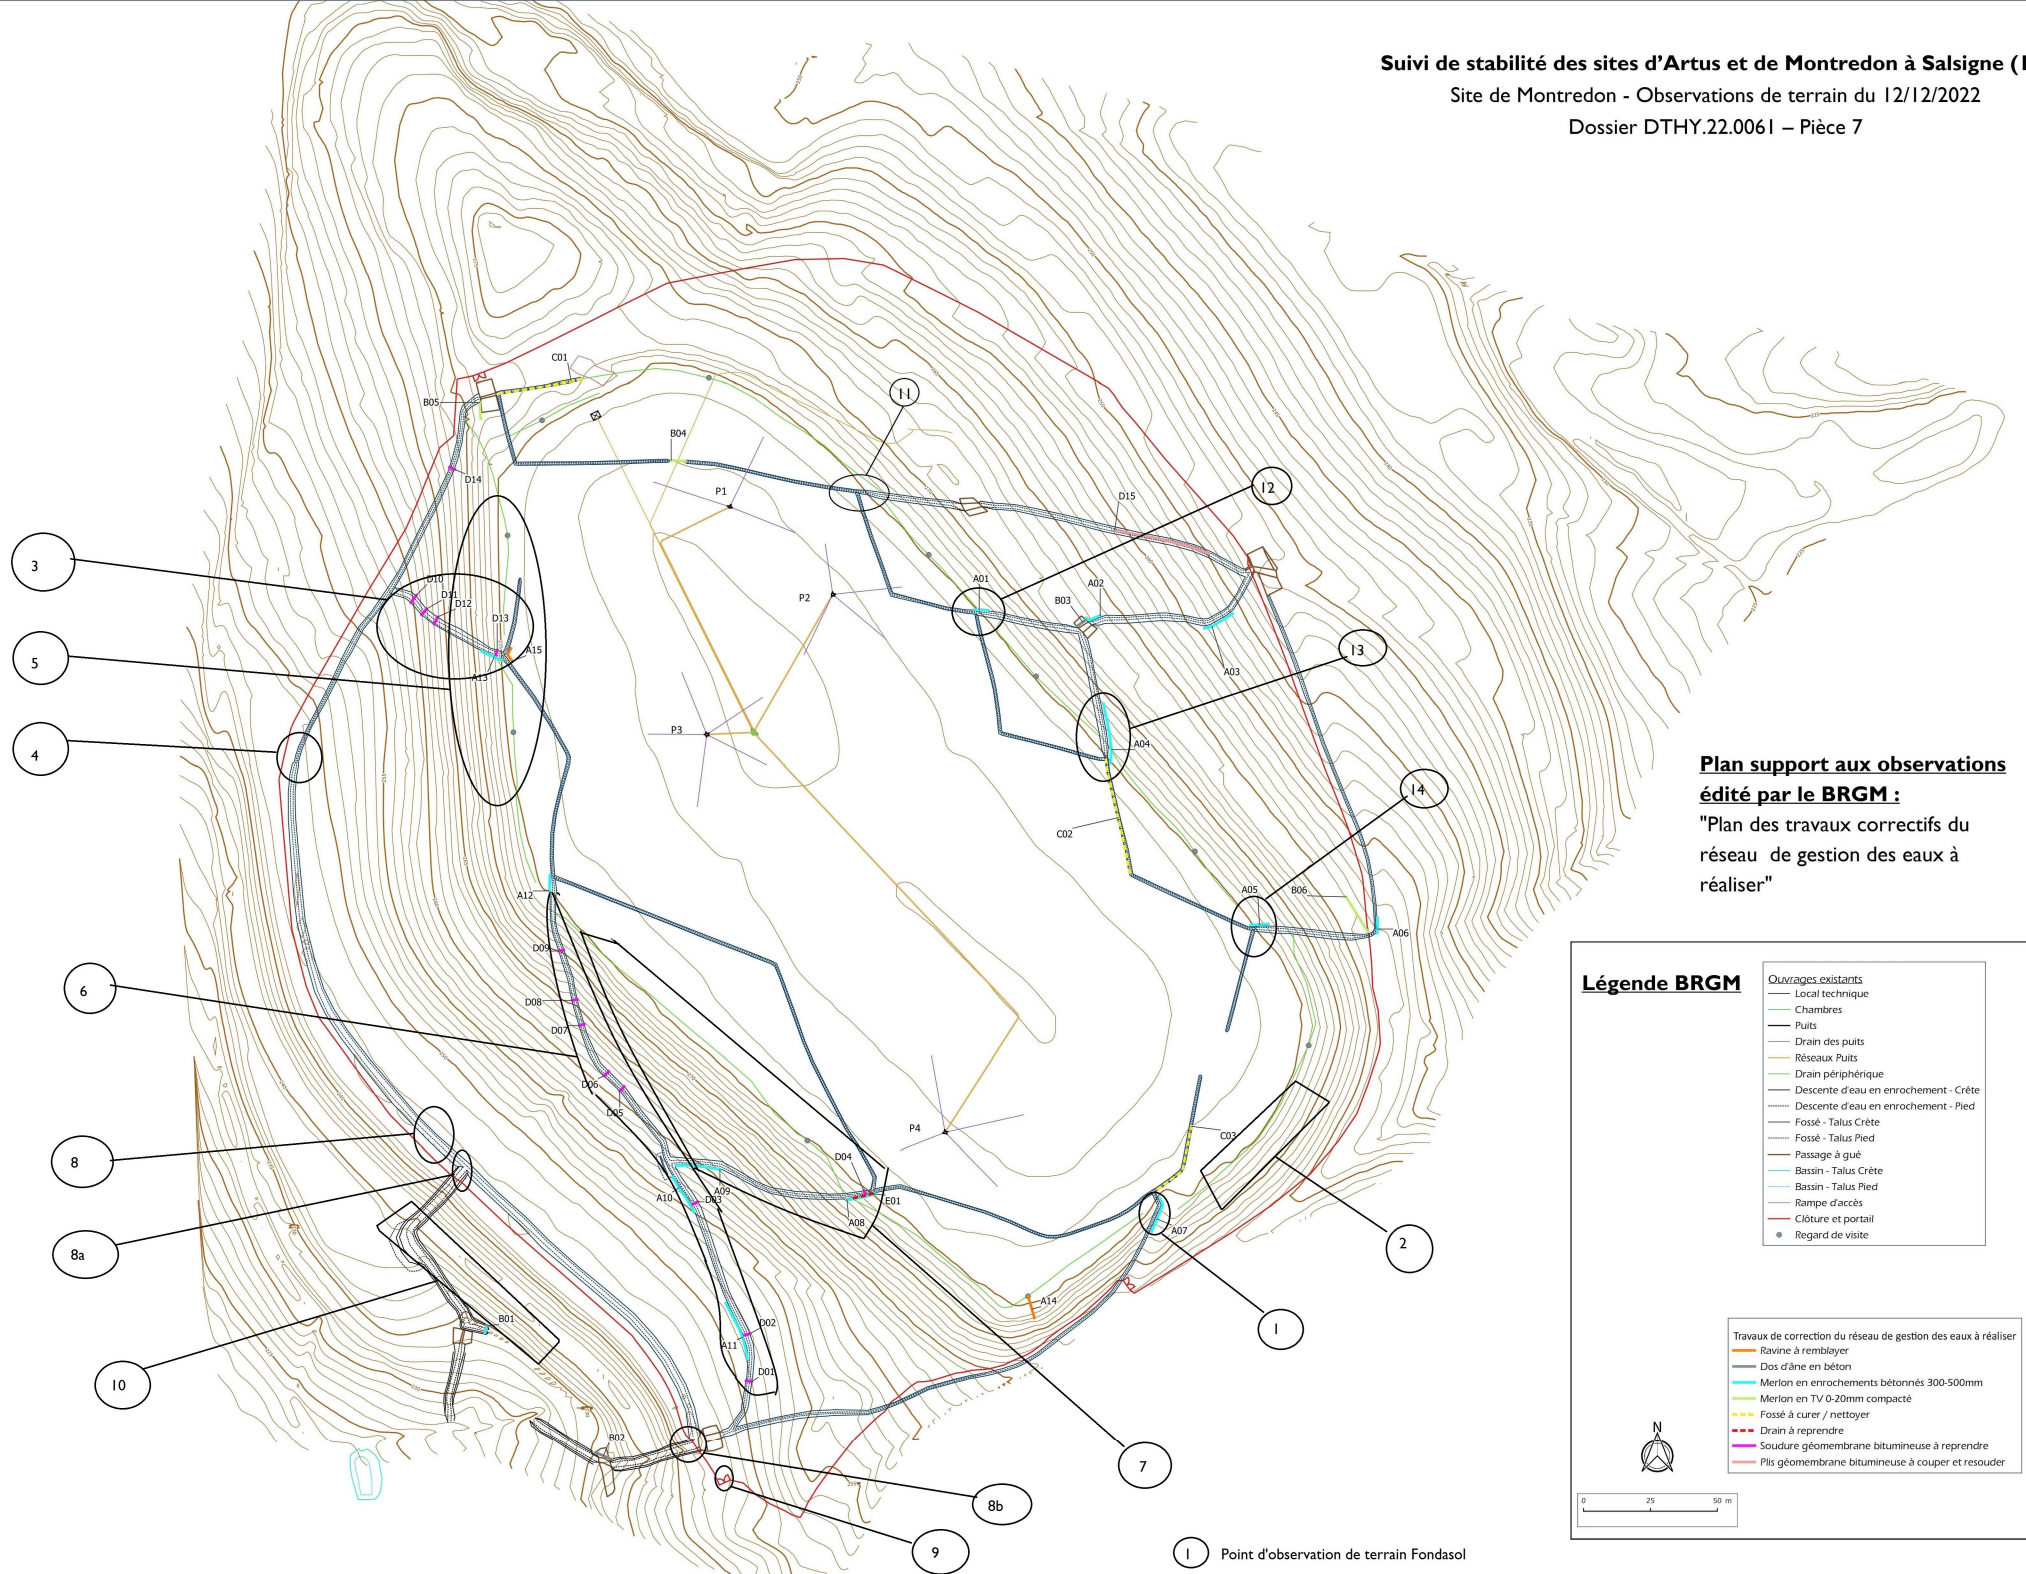 Suivi de stabilité des sites d'Artus et de Montredon à Salsigne (1
Site de Montredon - Observations de terrain du 12/12/2022
Dossier DTHY.22.0061 – Pièce 7
C01
B05
11
B04
D14
P1
12
D15
3
D10
D11
D12
D13
A15
A13
P2
A01
A02
B03
A03
13
5
4
P3
A04
14
C02
Plan support aux observations
édité par le BRGM :
"Plan des travaux correctifs du
réseau de gestion des eaux à
réaliser"
A12
A05
B06
A06
D09
D08
D07
6
D06
D05
P4
C03
8
D04
A10
A09
D03
A08
E01
A07
2
8a
A14
1
B01
D02
A11
D01
10
B02
7
8b
9
Légende BRGM
Ouvrages existants
Local technique
Chambres
Puits
Drain des puits
Réseaux Puits
Drain périphérique
Descente d'eau en enrochement - Crête
Descente d'eau en enrochement - Pied
Fossé - Talus Crête
Fossé - Talus Pied
Passage à gué
Bassin - Talus Crête
Bassin - Talus Pied
Rampe d'accès
Clôture et portail
Regard de visite
Travaux de correction du réseau de gestion des eaux à réaliser
Ravine à remblayer
Dos d'âne en béton
Merlon en enrochements bétonnés 300-500mm
Merlon en TV 0-20mm compacté
Fossé à curer / nettoyer
Drain à reprendre
Soudure géomembrane bitumineuse à reprendre
Plis géomembrane bitumineuse à couper et resouder
N
0 25 50 m
1 Point d'observation de terrain Fondasol